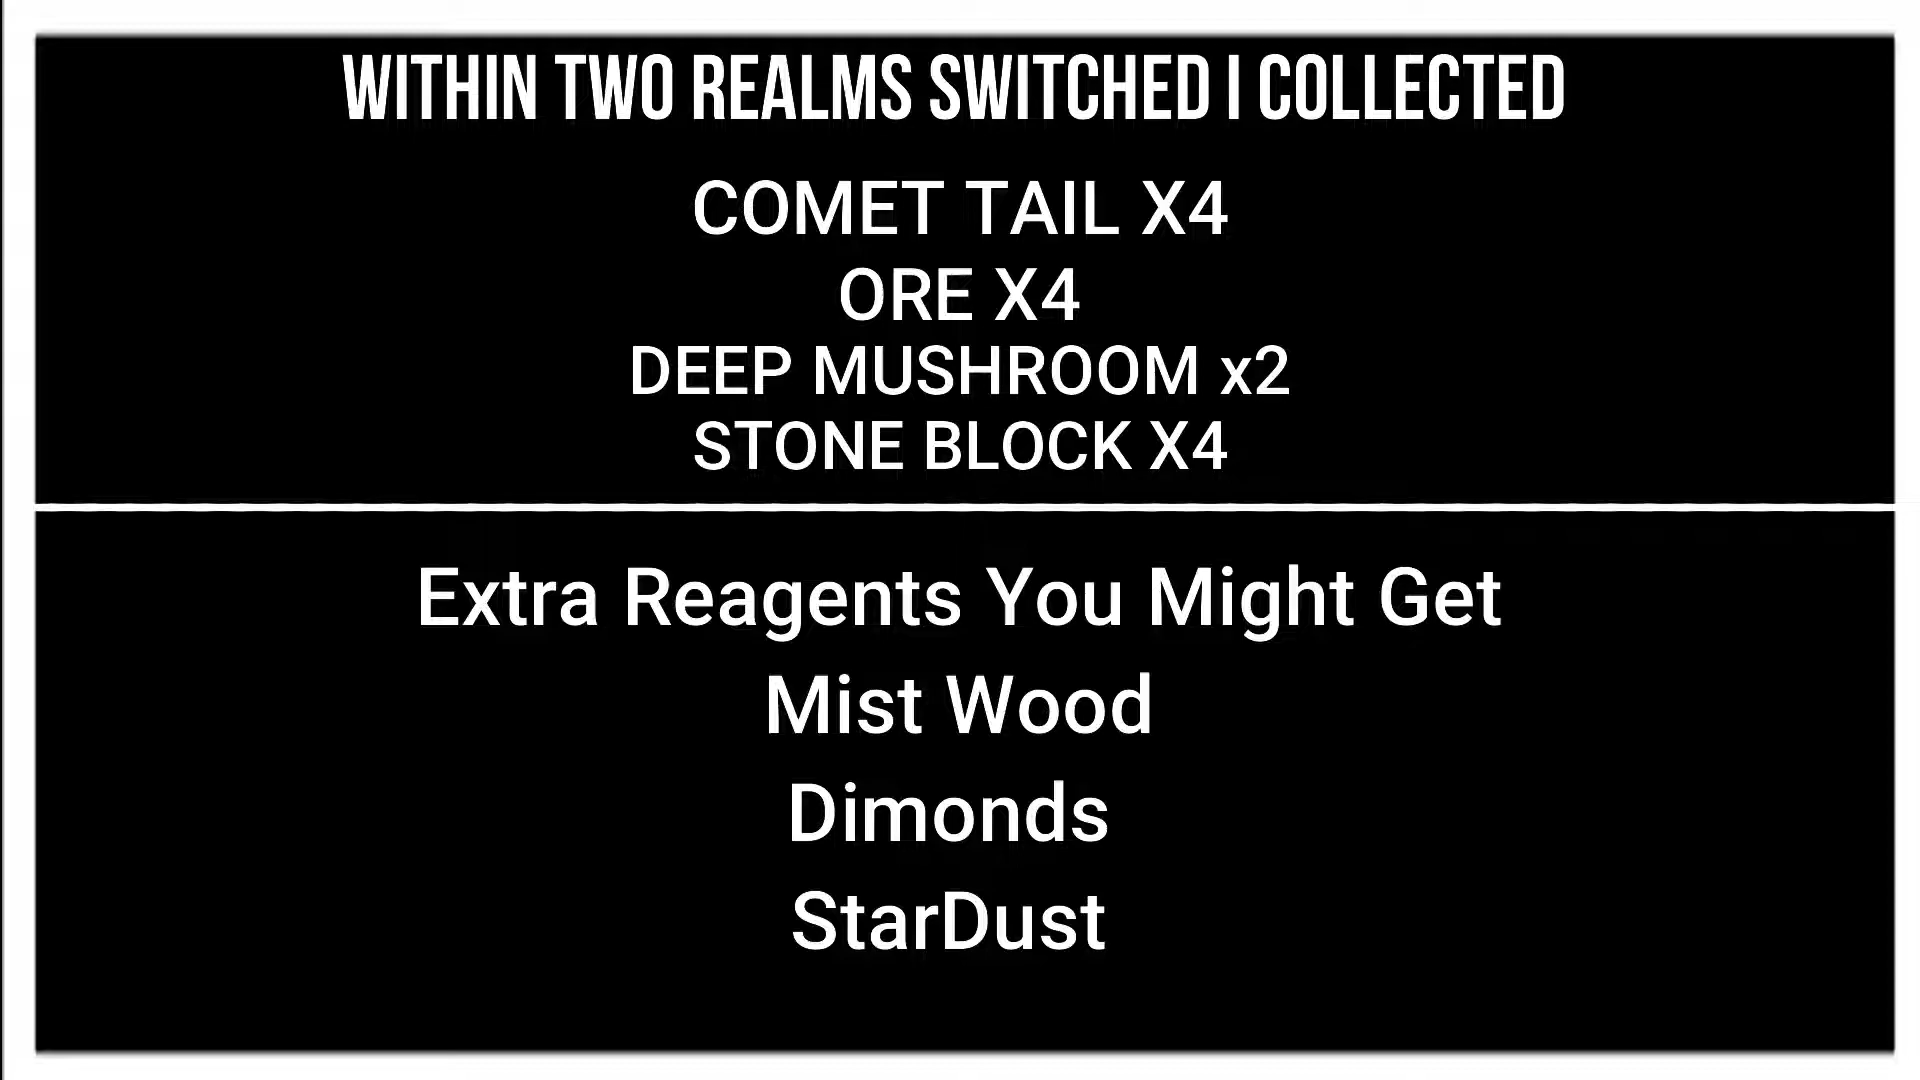 WITHIN TWO REALMS SWITCHED I COLLECTED
COMET TAIL X4
ORE X4
DEEP MUSHROOM x2
STONE BLOCK X4
Extra Reagents You Might Get
Mist Wood
Dimonds
StarDust